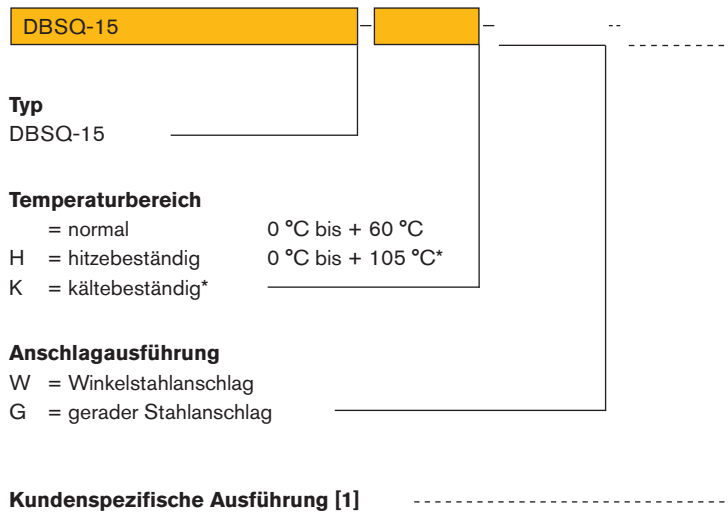 DBSQ-15
Typ
DBSQ-15
Temperaturbereich
= normal 0 °C bis + 60 °C
H = hitzebeständig 0 °C bis + 105 °C*
K = kältebeständig*
Anschlagausführung
W = Winkelstahlanschlag
G = gerader Stahlanschlag
Kundenspezifische Ausführung [1]